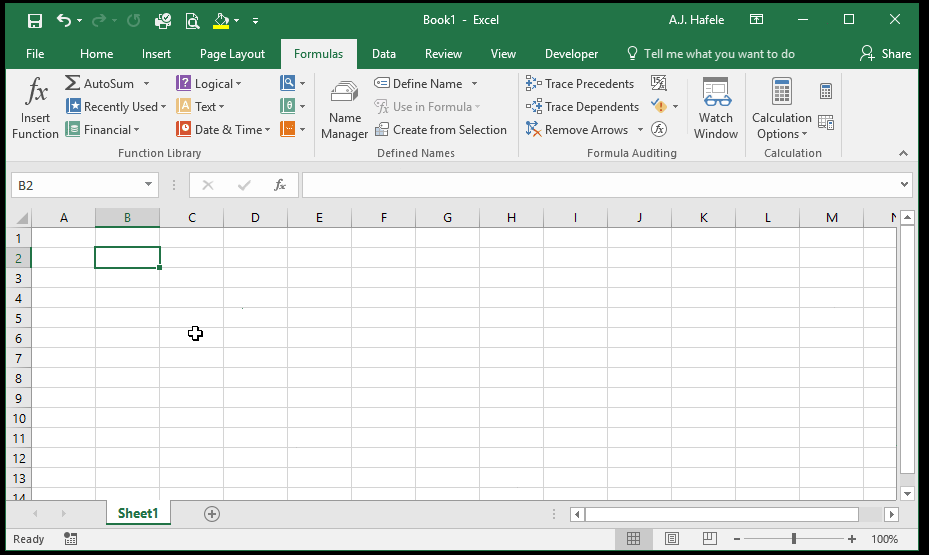 Book1 - Excel
A.J. Hafele
File Home Insert Page Layout Formulas Data Review View Developer Tell me what you want to do Share
fx Insert Function
AutoSum
Recently Used
Financial
Logical
Text
Date & Time
θ
Function Library
Name Manager
Define Name
Use in Formula
Create from Selection
Defined Names
Trace Precedents
Trace Dependents
Remove Arrows
fx
Formula Auditing
Watch Window
Calculation Options
Calculation
B2 fx
A B C D E F G H I J K L M N
1
2
3
4
5
6
7
8
9
10
11
12
13
14
Sheet1
Ready 100%